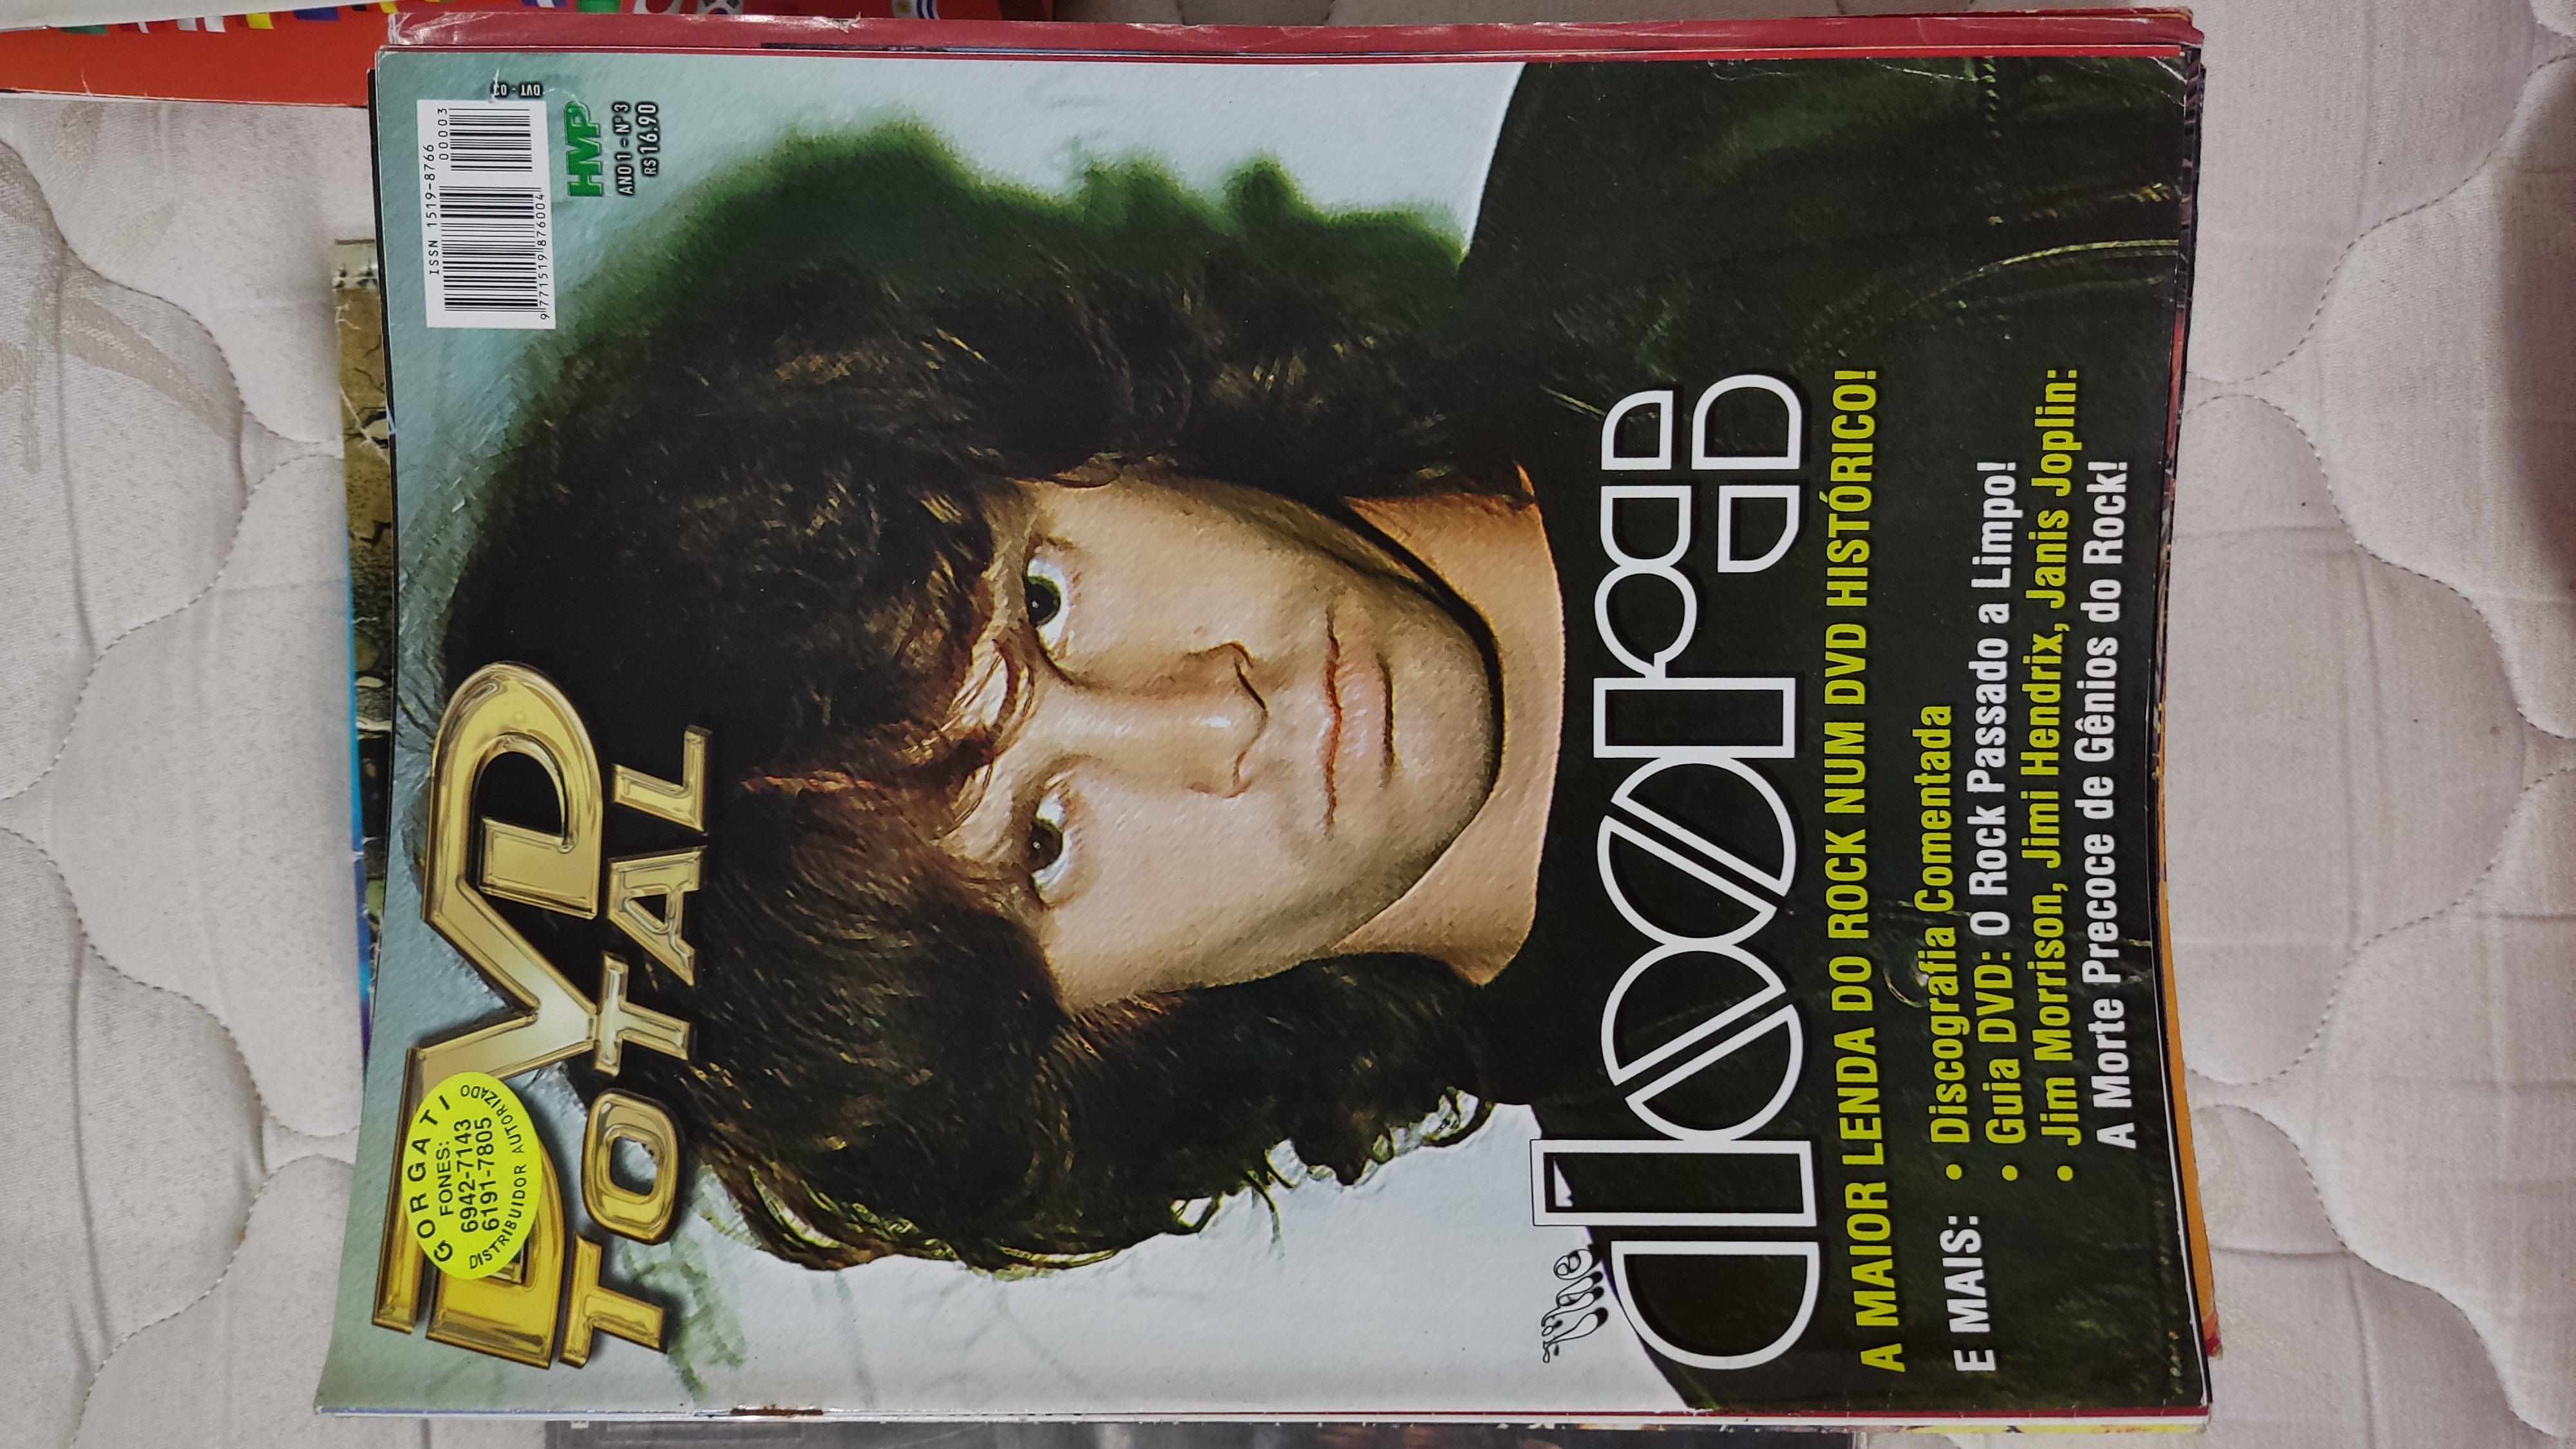 DVD
TOTAL
GORGATI
FONES:
6942-7143
6191-7805
DISTRIBUIDOR AUTORIZADO
ISSN 1519-8766
00003
9 771519 876004
DVT - 03
HVP
ANO 1 - Nº 3
R$ 16,90
The
doors
A MAIOR LENDA DO ROCK NUM DVD HISTÓRICO!
E MAIS: • Discografia Comentada
• Guia DVD: O Rock Passado a Limpo!
• Jim Morrison, Jimi Hendrix, Janis Joplin:
A Morte Precoce de Gênios do Rock!